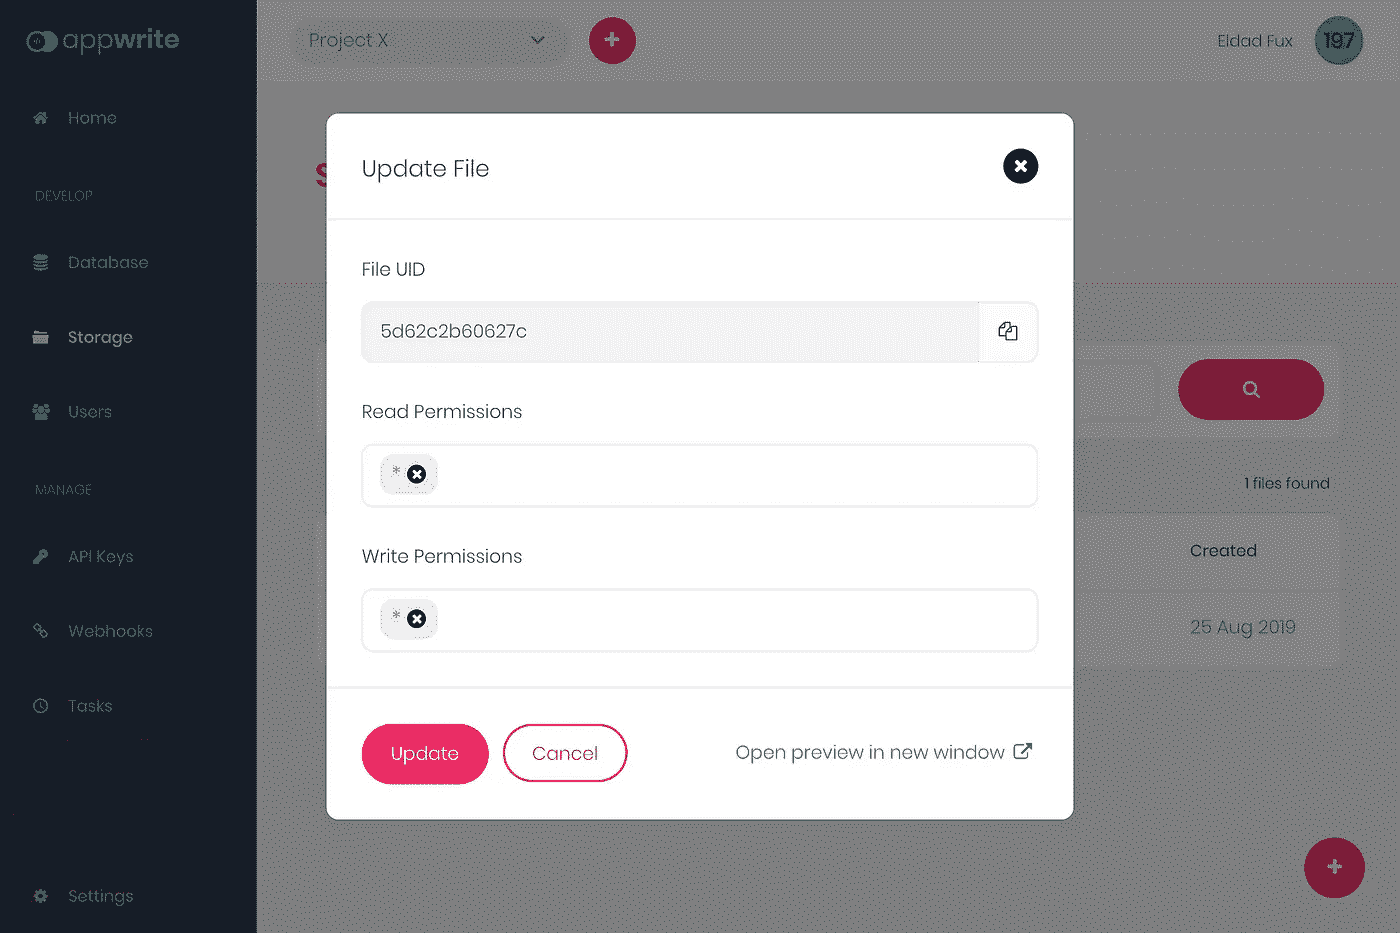 appwrite
Project X
Eldad Fux
197
Home
DEVELOP
Database
Storage
Users
MANAGE
API Keys
Webhooks
Tasks
Settings
Update File
File UID
5d62c2b60627c
Read Permissions
*
Write Permissions
*
Update
Cancel
Open preview in new window
1 files found
Created
25 Aug 2019